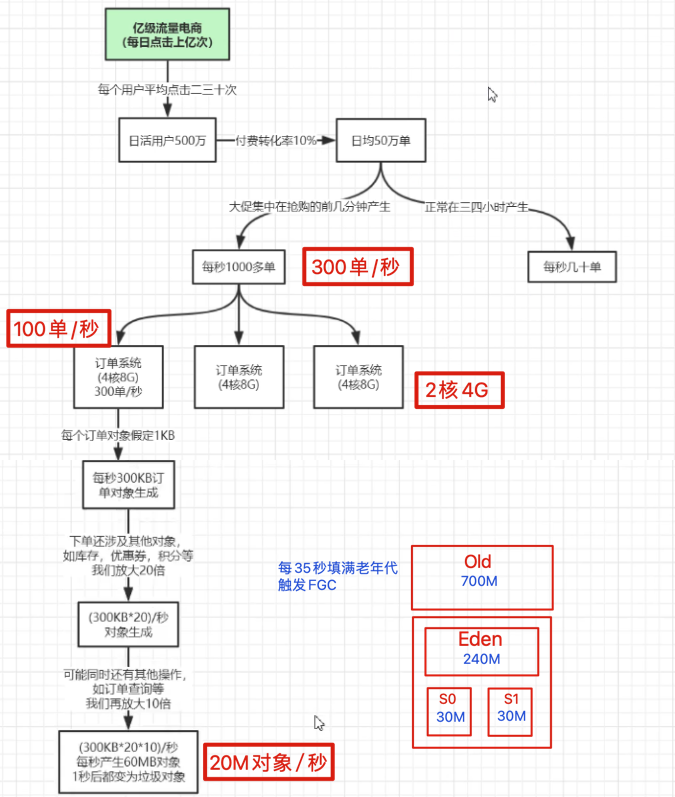 亿级流量电商
(每日点击上亿次)
每个用户平均点击二三十次
日活用户500万
付费转化率10%
日均50万单
大促集中在抢购的前几分钟产生
正常在三四小时产生
每秒1000多单
300单/秒
每秒几十单
100单/秒
订单系统
(4核8G)
300单/秒
订单系统
(4核8G)
订单系统
(4核8G)
2核4G
每个订单对象假定1KB
每秒300KB订
单对象生成
下单还涉及其他对象,
如库存，优惠券，积分等
我们放大20倍
每35秒填满老年代
触发FGC
Old
700M
(300KB*20)/秒
对象生成
Eden
240M
S0
30M
S1
30M
可能同时还有其他操作,
如订单查询等
我们再放大10倍
(300KB*20*10)/秒
每秒产生60MB对象
1秒后都变为垃圾对象
20M对象/秒